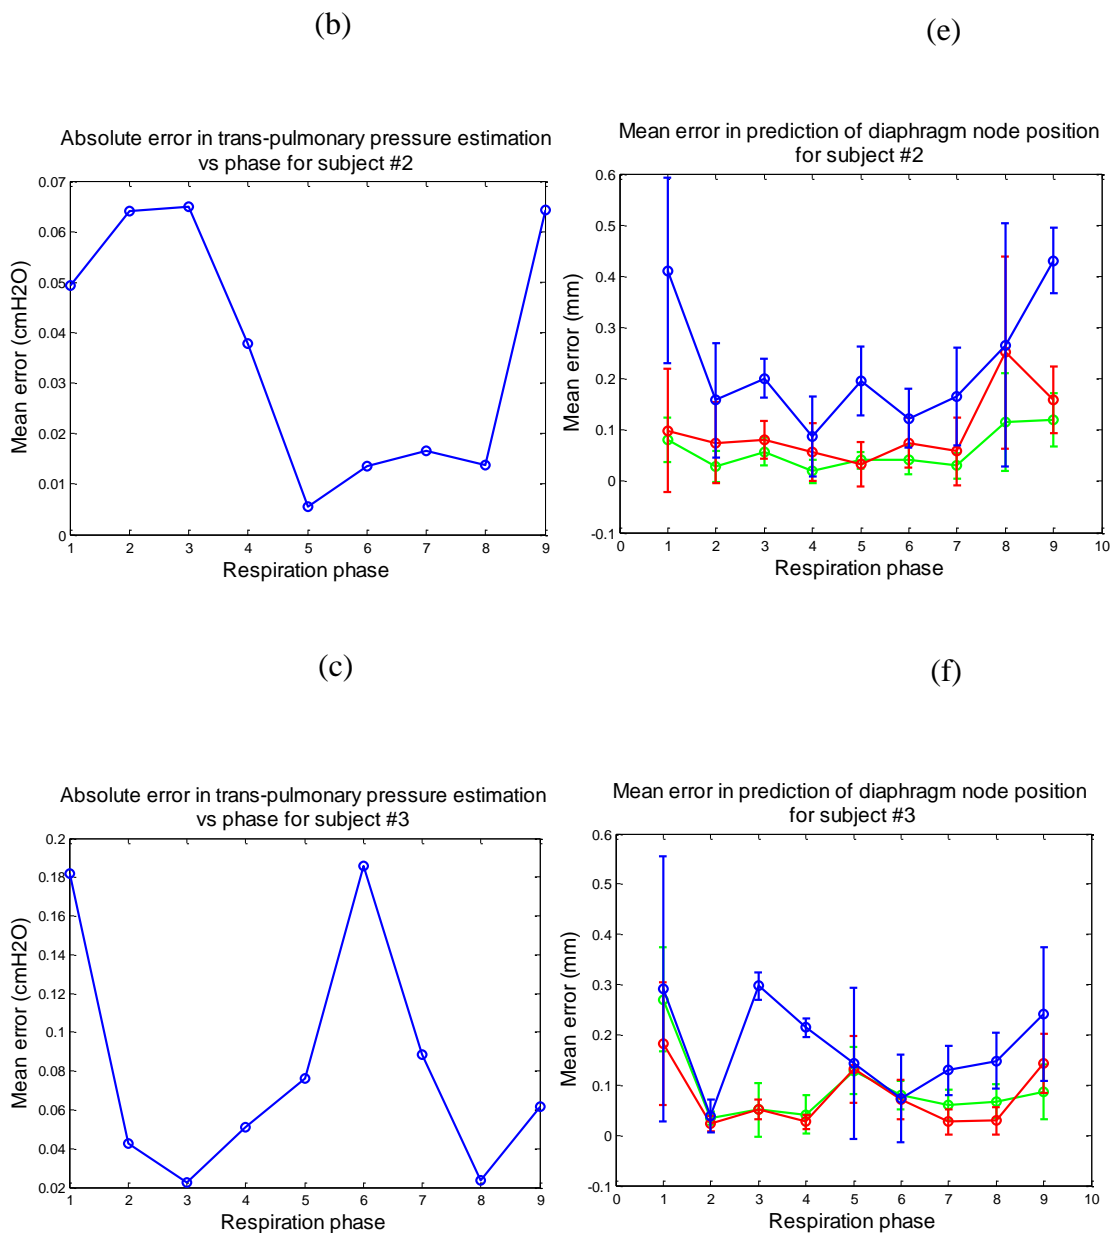 (b)
(e)
Absolute error in trans-pulmonary pressure estimation
vs phase for subject #2
0.07
0.06
0.05
0.04
0.03
0.02
0.01
0
Mean error (cmH2O)
1 2 3 4 5 6 7 8 9
Respiration phase
Mean error in prediction of diaphragm node position
for subject #2
0.6
0.5
0.4
0.3
0.2
0.1
0
-0.1
Mean error (mm)
0 1 2 3 4 5 6 7 8 9 10
Respiration phase
(c)
(f)
Absolute error in trans-pulmonary pressure estimation
vs phase for subject #3
0.2
0.18
0.16
0.14
0.12
0.1
0.08
0.06
0.04
0.02
Mean error (cmH2O)
1 2 3 4 5 6 7 8 9
Respiration phase
Mean error in prediction of diaphragm node position
for subject #3
0.6
0.5
0.4
0.3
0.2
0.1
0
-0.1
Mean error (mm)
0 1 2 3 4 5 6 7 8 9 10
Respiration phase